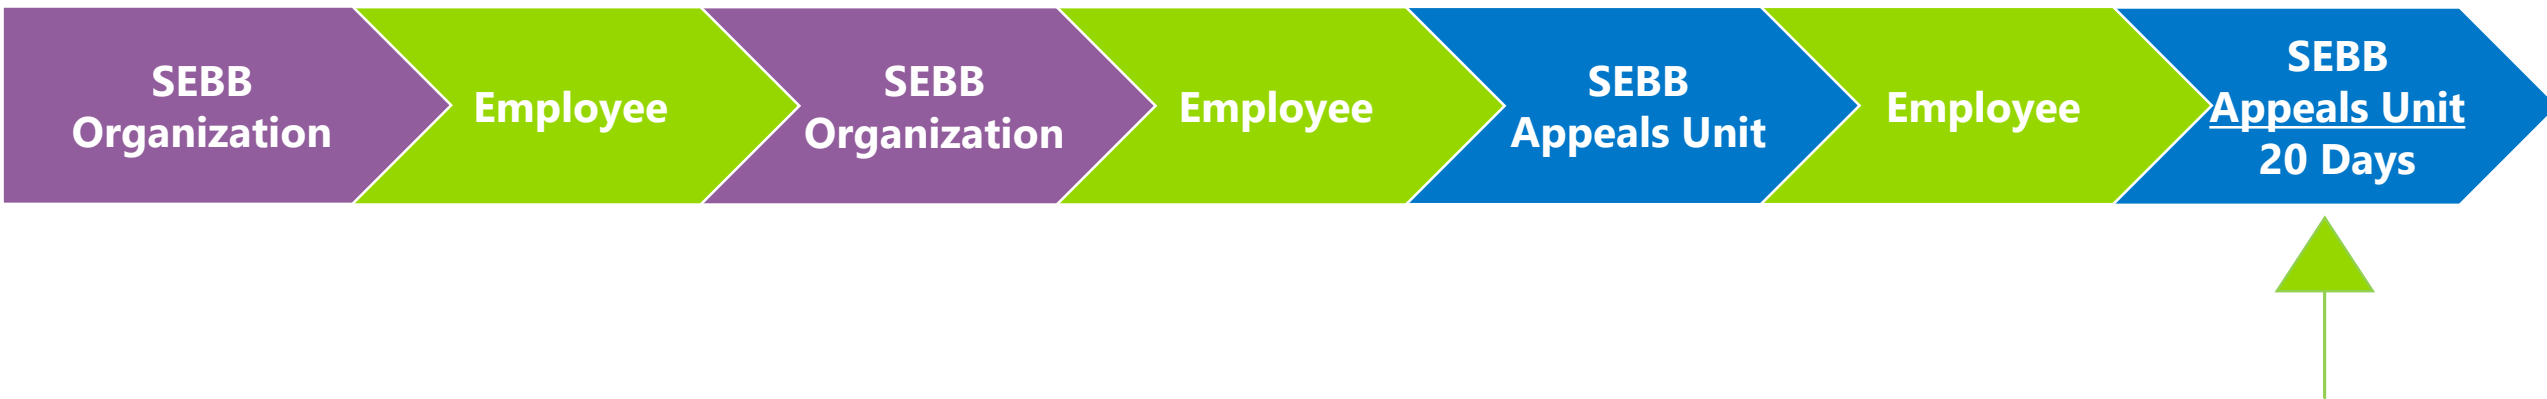 SEBB
Organization
Employee
SEBB
Organization
Employee
SEBB
Appeals Unit
Employee
SEBB
Appeals Unit
20 Days